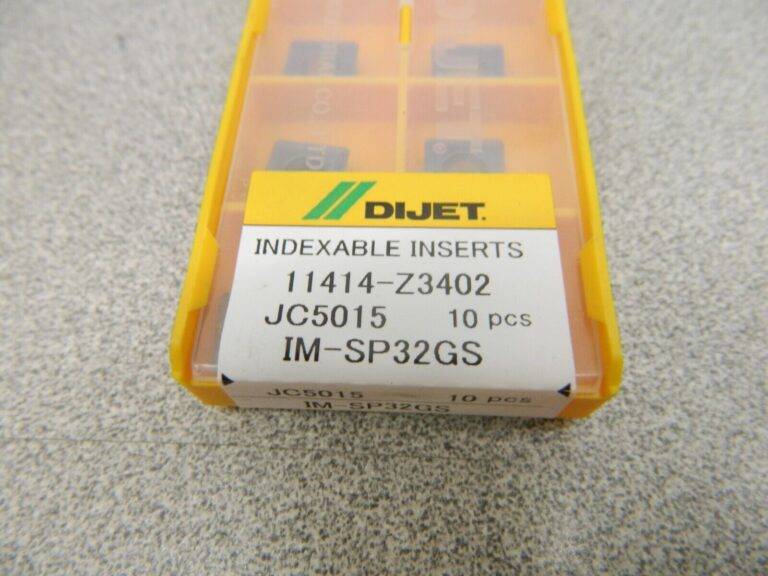 DIJET
INDEXABLE INSERTS
11414-Z3402
JC5015 10 pcs
IM-SP32GS
JC5015 10 pcs
IM-SP32GS